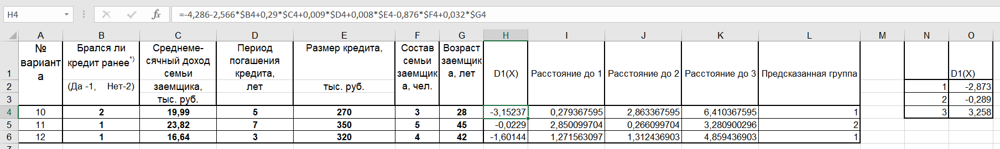 H4 fx =-4,286-2,566*$B4+0,29*$C4+0,009*$D4+0,008*$E4-0,876*$F4+0,032*$G4
A B C D E F G H I J K L M N O
1 № варианта Брался ли кредит ранее*) Среднеме-сячный доход семьи Период погашения кредита, Размер кредита, Состав семьи заемщик Возраст заемщик а, лет D1(X) Расстояние до 1 Расстояние до 2 Расстояние до 3 Предсказанная группа D1(X)
2 (Да -1, Нет-2) заемщика, лет тыс. руб. а, чел. 1 -2,873
3 тыс. руб. 2 -0,289
4 10 2 19,99 5 270 3 28 -3,15237 0,279367595 2,863367595 6,410367595 1 3 3,258
5 11 1 23,82 7 350 5 45 -0,0229 2,850099704 0,266099704 3,280900296 2
6 12 1 16,64 3 320 4 42 -1,60144 1,271563097 1,312436903 4,859436903 1